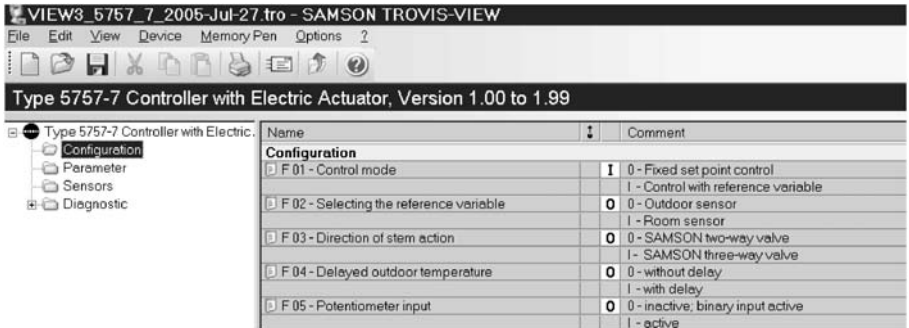 VIEW3_5757_7_2005-Jul-27.tro - SAMSON TROVIS-VIEW
File Edit View Device Memory Pen Options ?
Type 5757-7 Controller with Electric Actuator, Version 1.00 to 1.99
Type 5757-7 Controller with Electric.
Configuration
Parameter
Sensors
Diagnostic
Name Comment
Configuration
F 01 - Control mode I 0 - Fixed set point control
I - Control with reference variable
F 02 - Selecting the reference variable 0 0 - Outdoor sensor
I - Room sensor
F 03 - Direction of stem action 0 0 - SAMSON two-way valve
I - SAMSON three-way valve
F 04 - Delayed outdoor temperature 0 0 - without delay
I - with delay
F 05 - Potentiometer input 0 0 - inactive; binary input active
I - active